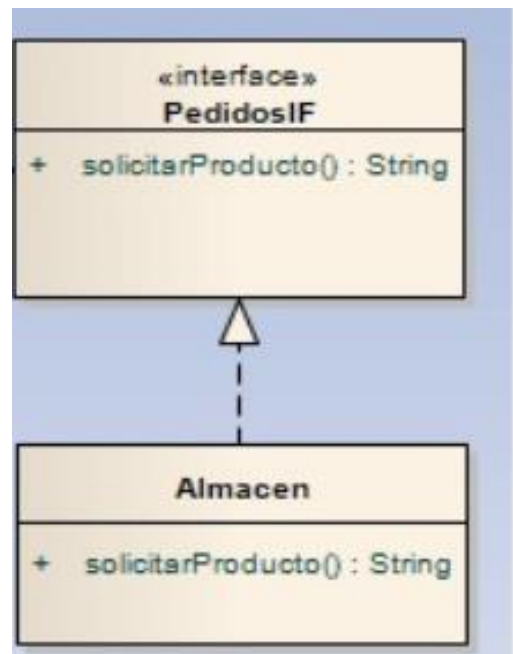 «interface»
PedidosIF
+ solicitarProducto() : String
Almacen
+ solicitarProducto() : String